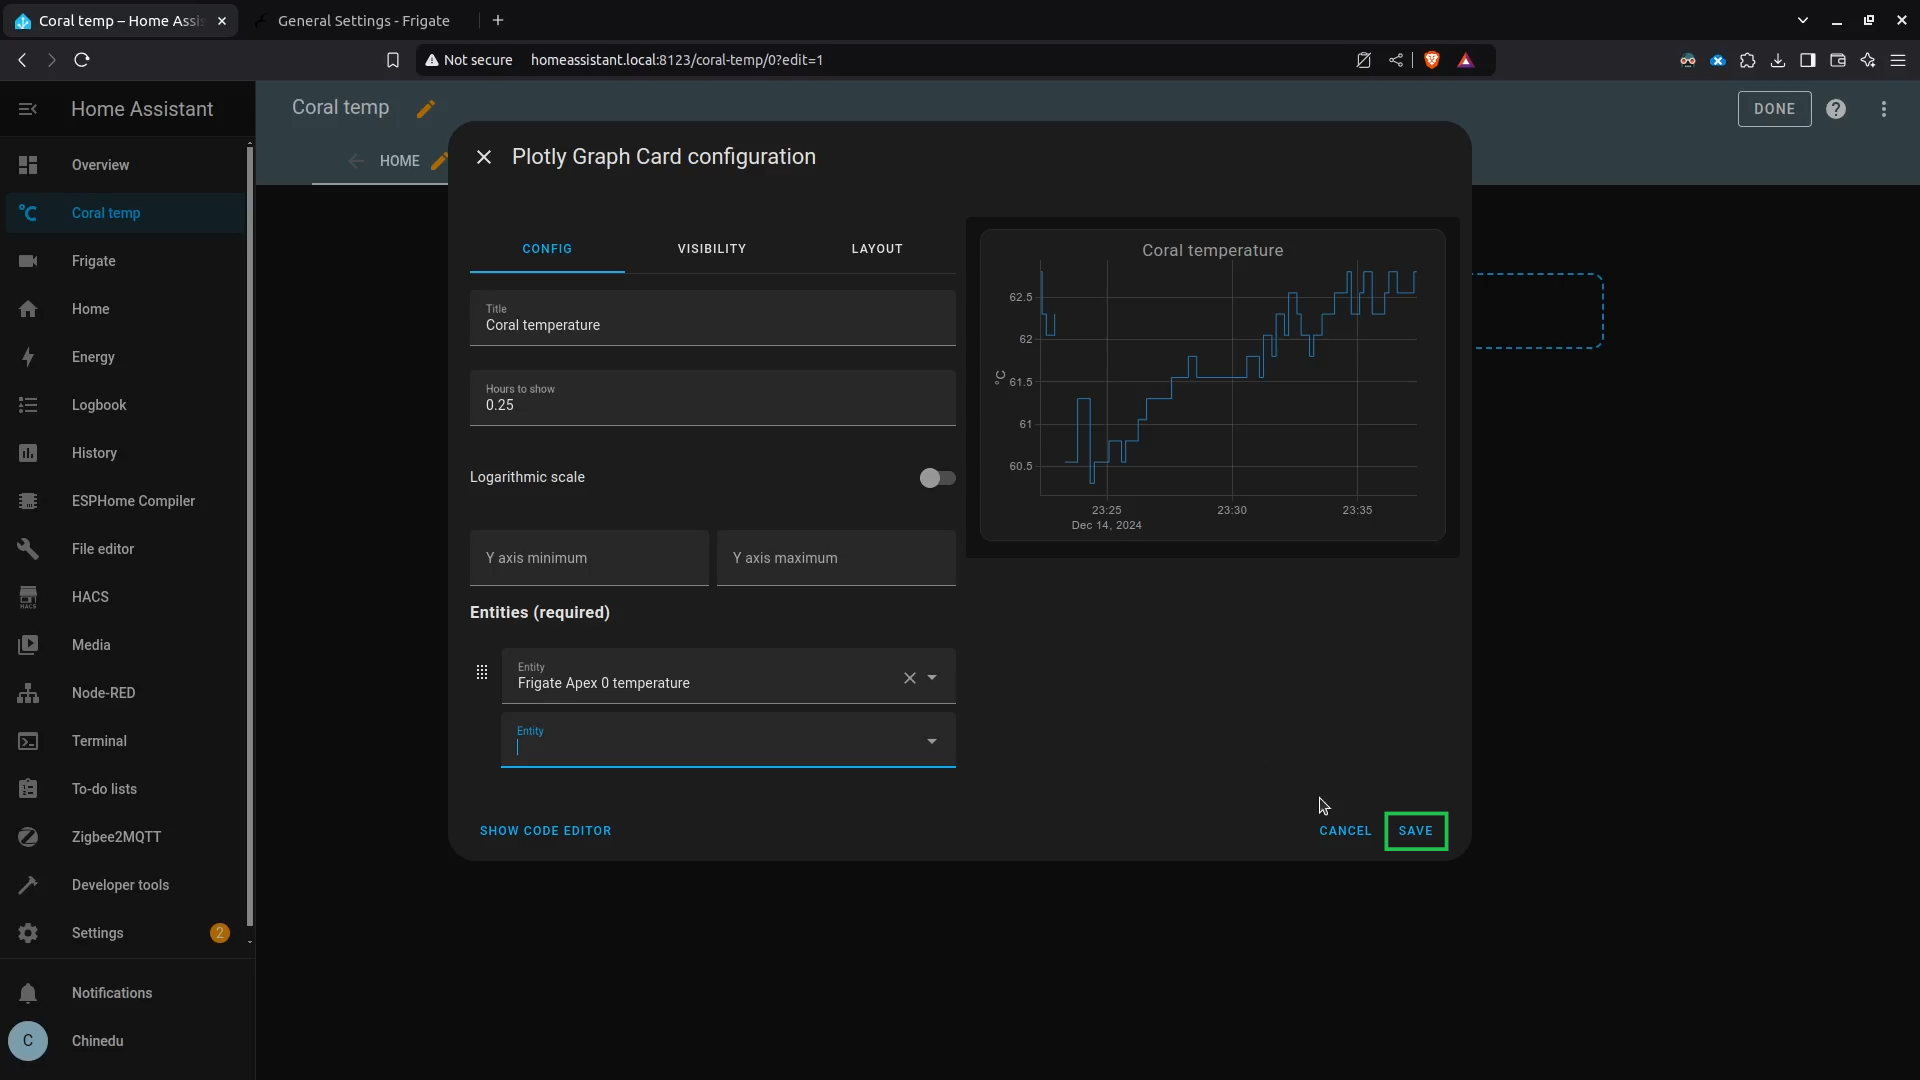 Coral temp – Home Assi
General Settings - Frigate
Not secure
homeassistant.local:8123/coral-temp/0?edit=1
Home Assistant
Overview
Coral temp
Frigate
Home
Energy
Logbook
History
ESPHome Compiler
File editor
HACS
HACS
Media
Node-RED
Terminal
To-do lists
Zigbee2MQTT
Developer tools
Settings
2
Notifications
C
Chinedu
Coral temp
DONE
HOME
Plotly Graph Card configuration
CONFIG
VISIBILITY
LAYOUT
Title
Coral temperature
Hours to show
0.25
Logarithmic scale
Y axis minimum
Y axis maximum
Entities (required)
Entity
Frigate Apex 0 temperature
Entity
SHOW CODE EDITOR
CANCEL
SAVE
Coral temperature
62.5
62
61.5
61
60.5
°C
23:25
23:30
23:35
Dec 14, 2024